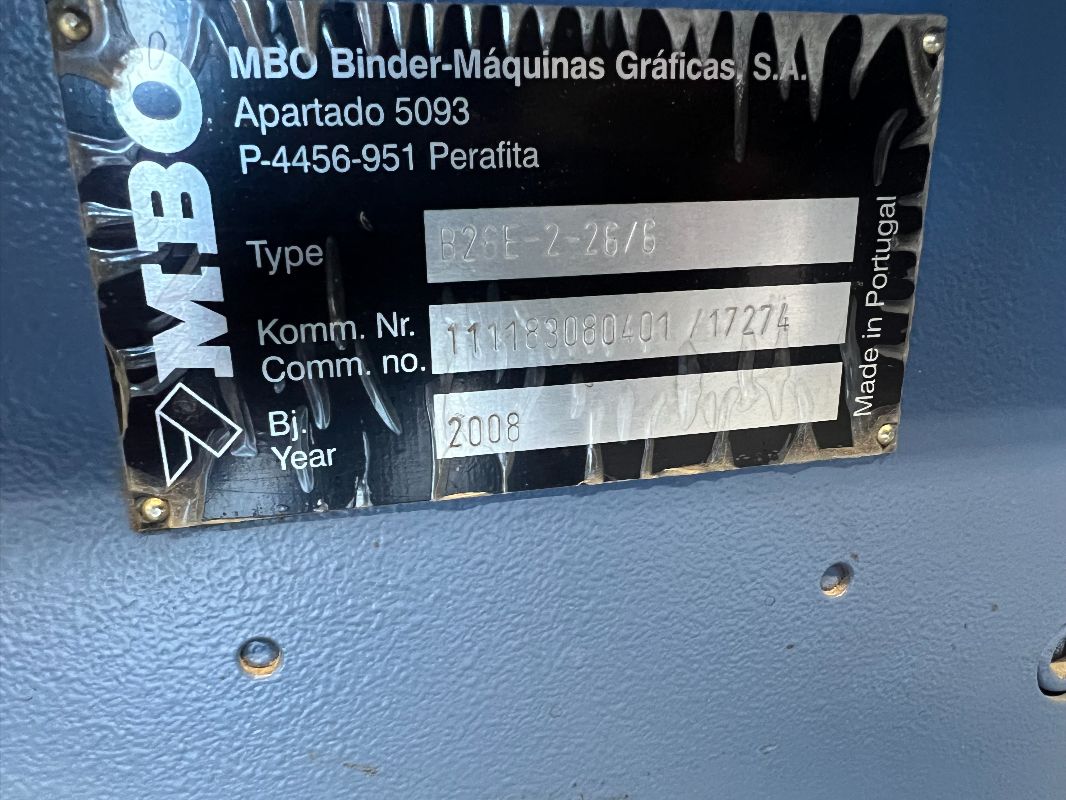 MBO
MBO Binder-Máquinas Gráficas, S.A.
Apartado 5093
P-4456-951 Perafita
Type B26E-2-26/6
Komm. Nr.
Comm. no. 111183080401 /17274
Bj.
Year 2008
Made in Portugal